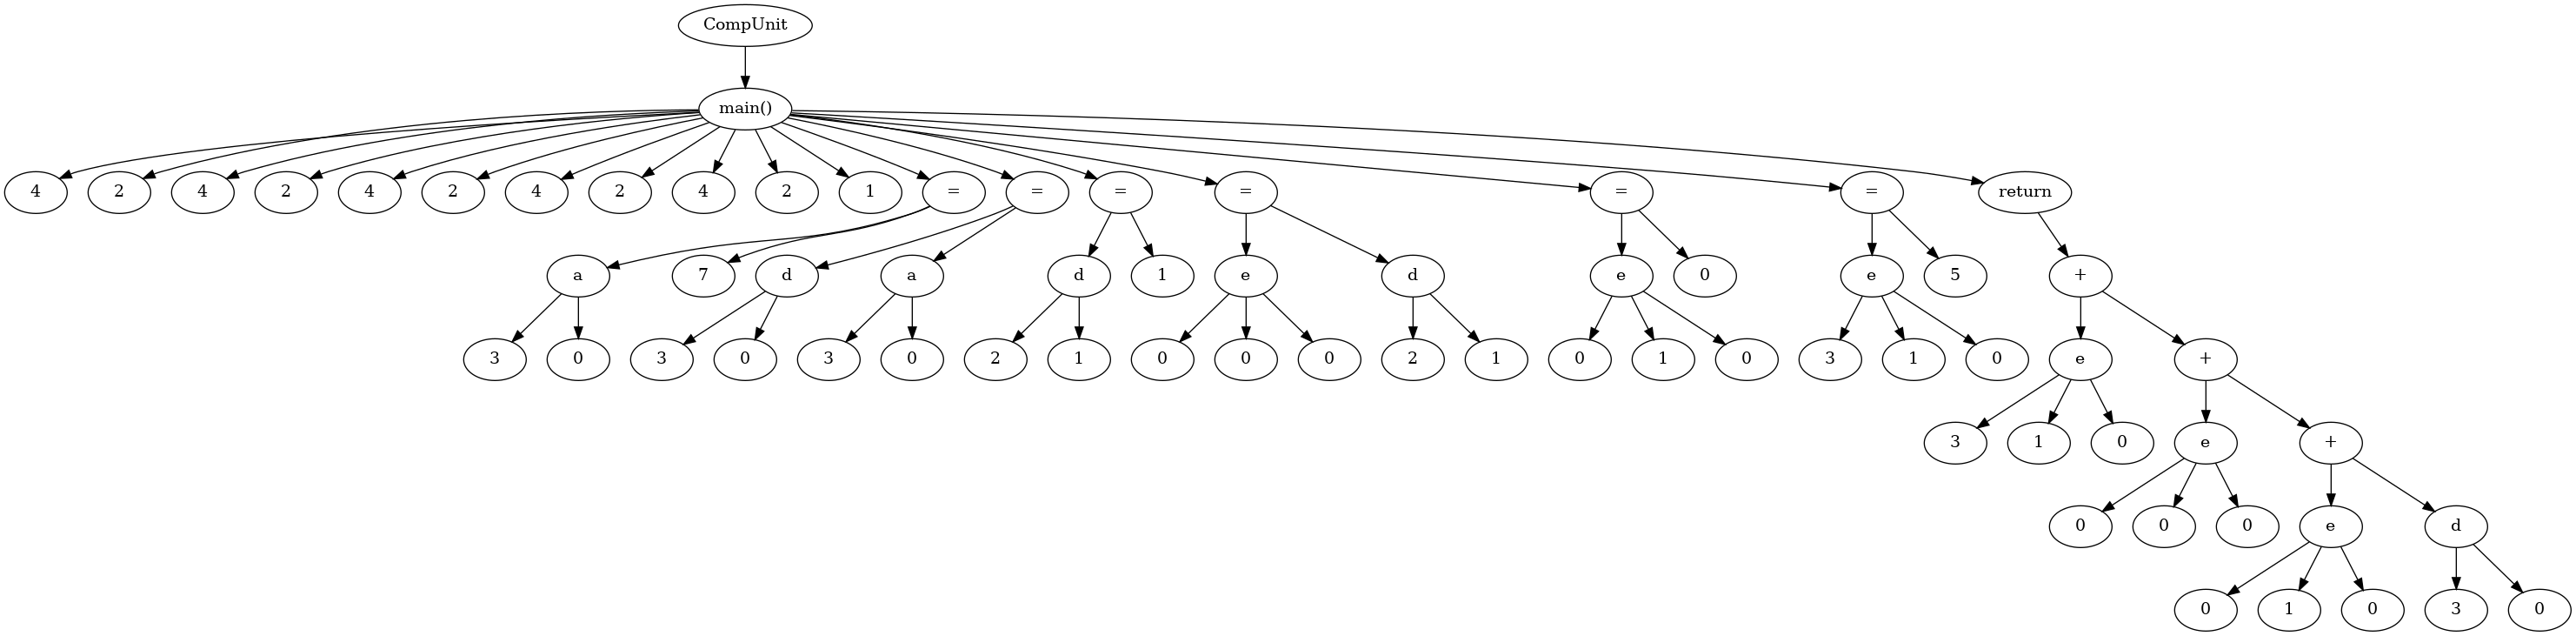 CompUnit
main()
4 2 4 2 4 2 4 2 4 2 1 = = = = = = return
a 7 d a d 1 e d e 0 e 5 +
3 0 3 0 3 0 2 1 0 0 0 2 1 0 1 0 3 1 0 e +
3 1 0 e +
0 0 0 e d
0 1 0 3 0